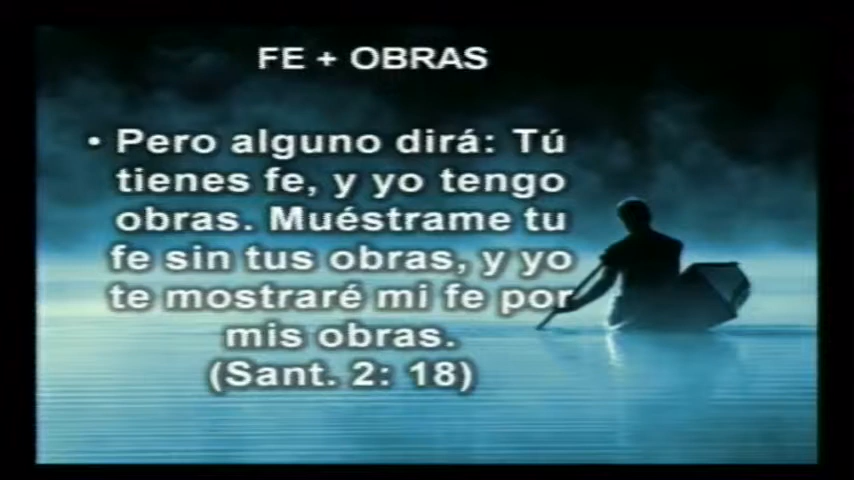 FE + OBRAS
• Pero alguno dirá: Tú
tienes fe, y yo tengo
obras. Muéstrame tu
fe sin tus obras, y yo
te mostraré mi fe por
mis obras.
(Sant. 2: 18)